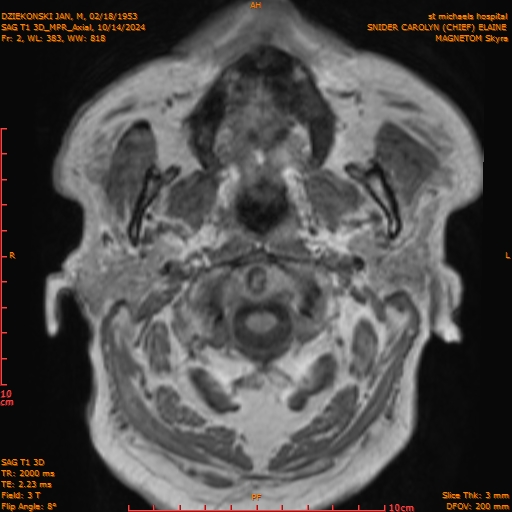 AH
DZIEKONSKI JAN, M, 02/18/1953
SAG T1 3D_MPR_Axial, 10/14/2024
Fr: 2, WL: 383, WW: 818
st michaels hospital
SNIDER CAROLYN (CHIEF) ELAINE
MAGNETOM Skyra
R
L
10
cm
SAG T1 3D
TR: 2000 ms
TE: 2.23 ms
Field: 3 T
Flip Angle: 8°
PF
10cm
Slice Thk: 3 mm
DFOV: 200 mm